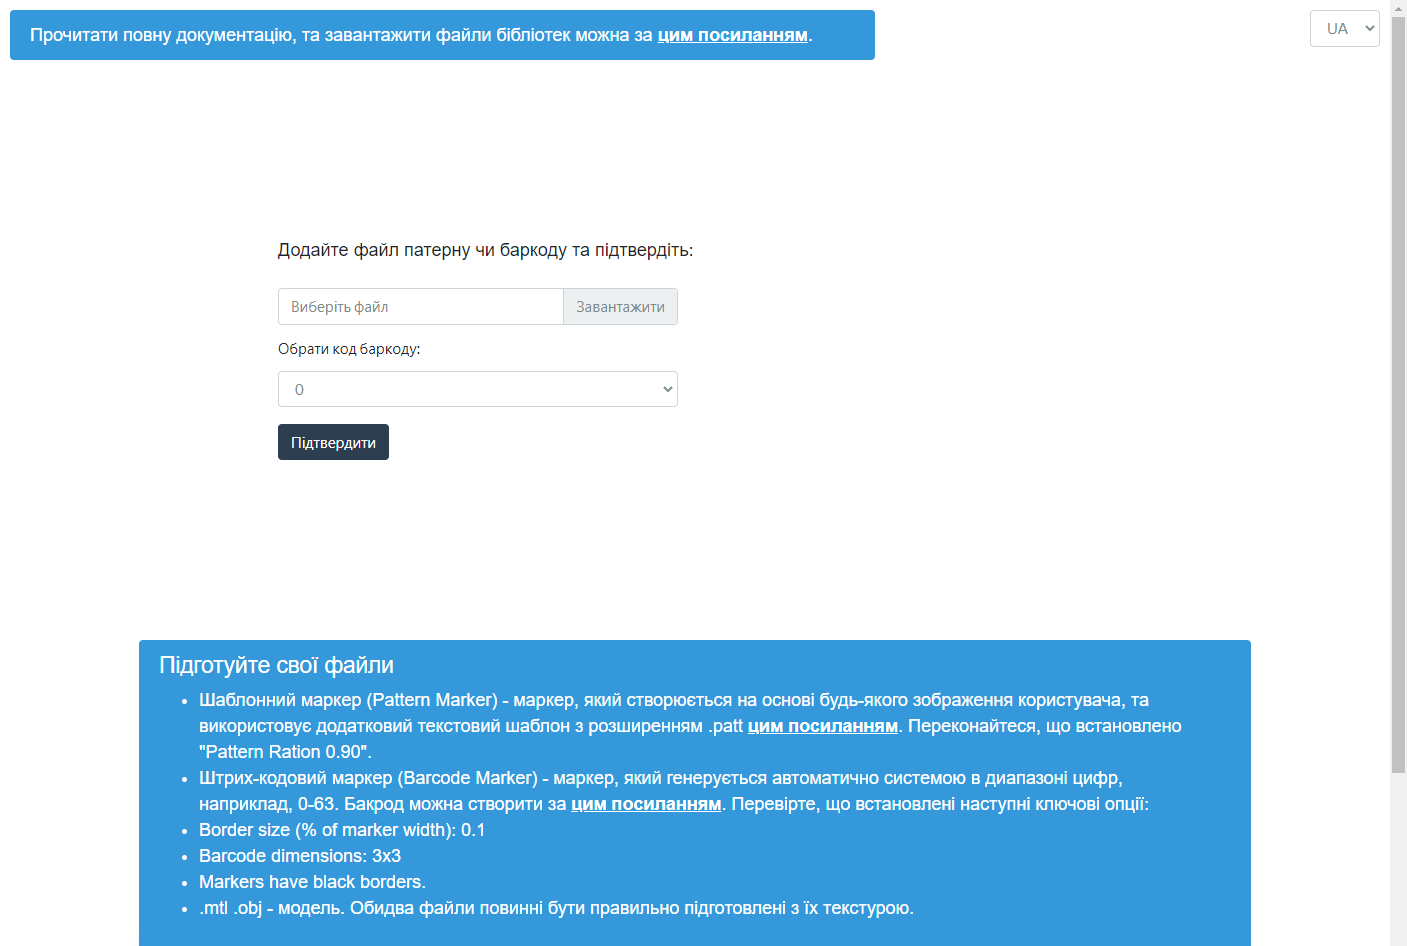 Прочитати повну документацію, та завантажити файли бібліотек можна за цим посиланням.
UA
Додайте файл патерну чи баркоду та підтвердіть:
Виберіть файл
Завантажити
Обрати код баркоду:
0
Підтвердити
Підготуйте свої файли
Шаблонний маркер (Pattern Marker) - маркер, який створюється на основі будь-якого зображення користувача, та
використовує додатковий текстовий шаблон з розширенням .patt цим посиланням. Переконайтеся, що встановлено
"Pattern Ration 0.90".
Штрих-кодовий маркер (Barcode Marker) - маркер, який генерується автоматично системою в диапазоні цифр,
наприклад, 0-63. Бакрод можна створити за цим посиланням. Перевірте, що встановлені наступні ключові опції:
Border size (% of marker width): 0.1
Barcode dimensions: 3x3
Markers have black borders.
.mtl .obj - модель. Обидва файли повинні бути правильно підготовлені з їх текстурою.